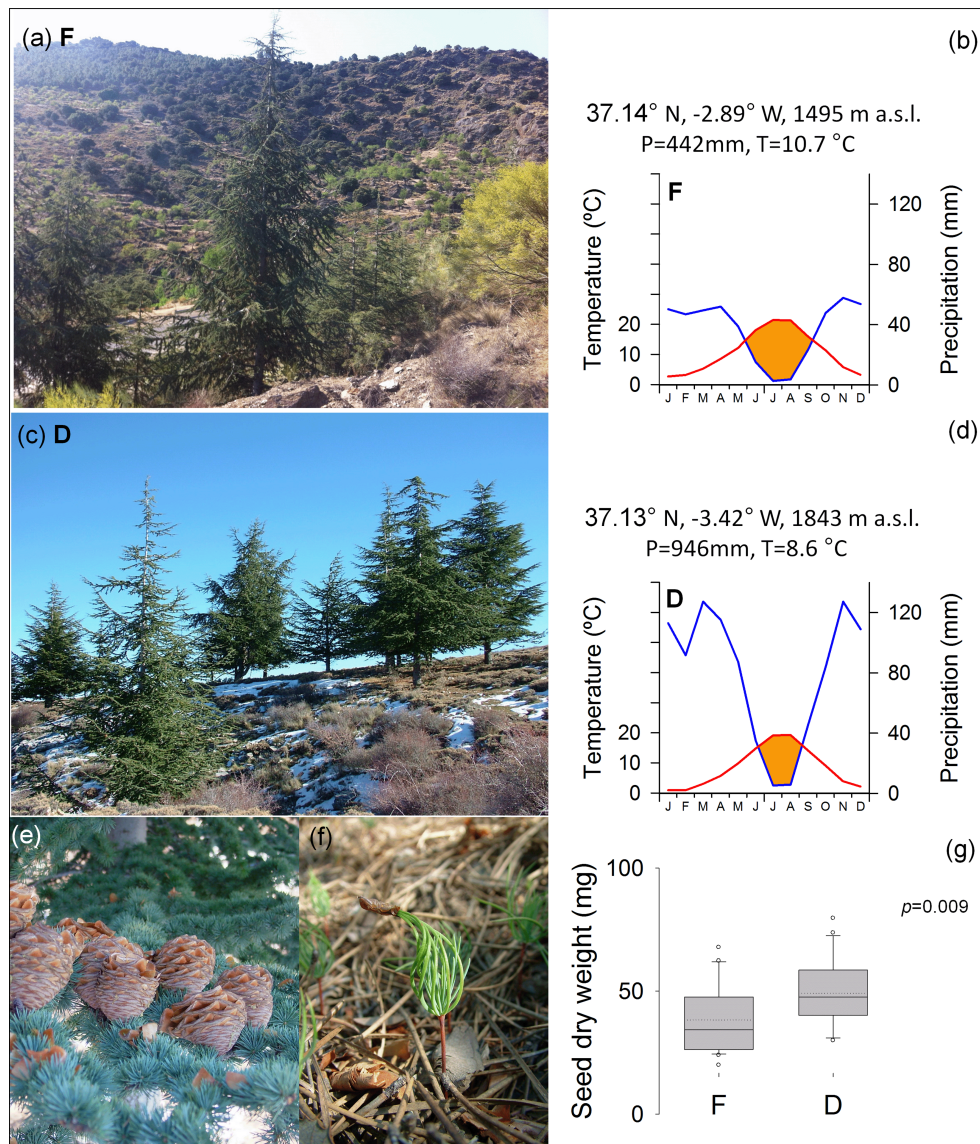 (a) F
(b)
37.14° N, -2.89° W, 1495 m a.s.l.
P=442mm, T=10.7 °C
F
Temperature (ºC)
20
10
0
Precipitation (mm)
120
80
40
0
J F M A M J J A S O N D
(c) D
(d)
37.13° N, -3.42° W, 1843 m a.s.l.
P=946mm, T=8.6 °C
D
Temperature (ºC)
20
10
0
Precipitation (mm)
120
80
40
0
J F M A M J J A S O N D
(e)
(f)
(g)
Seed dry weight (mg)
100
50
0
p=0.009
F
D